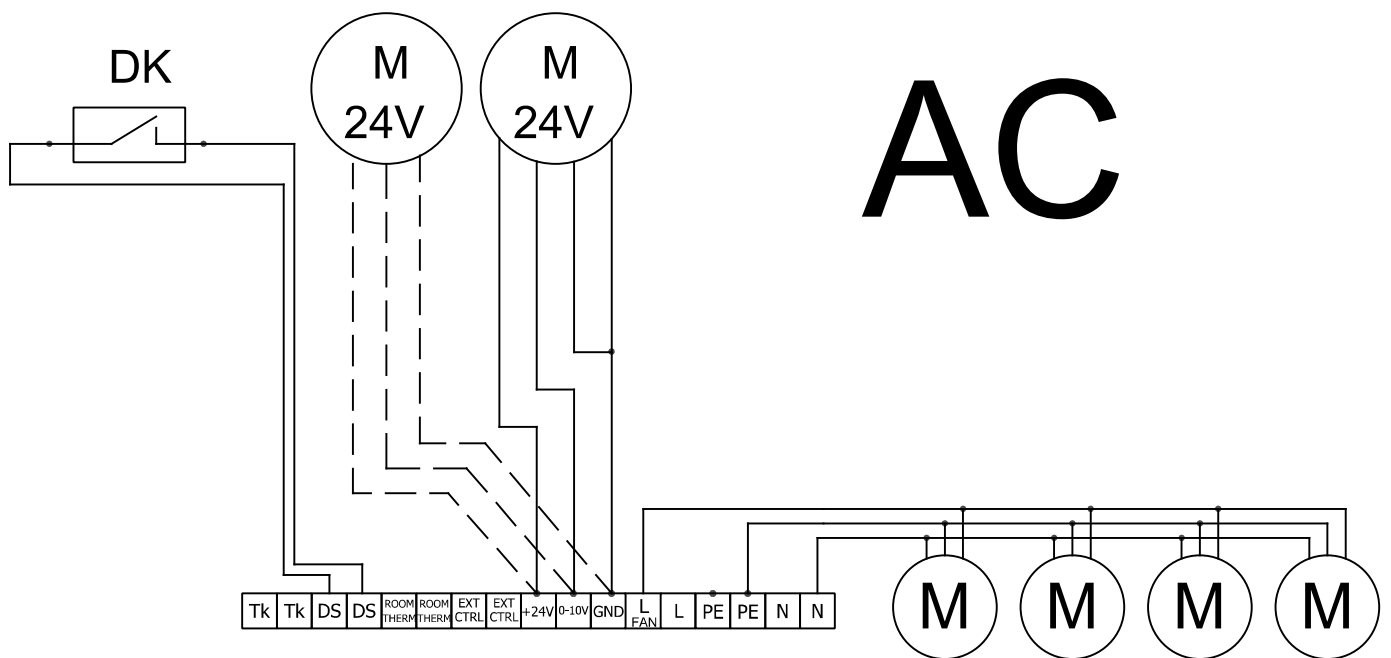 DK
M
24V
M
24V
AC
Tk
Tk
DS
DS
ROOM
THERM
ROOM
THERM
EXT
CTRL
EXT
CTRL
+24V
0-10V
GND
L
FAN
L
PE
PE
N
N
M
M
M
M